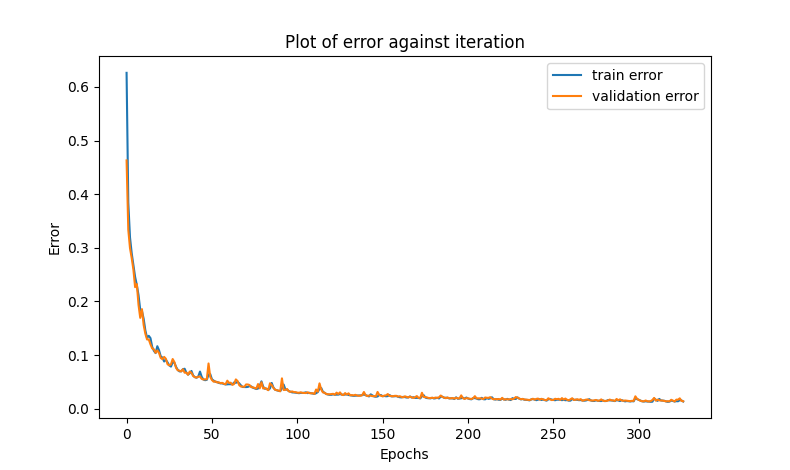 Plot of error against iteration
train error
validation error
Error
0.6
0.5
0.4
0.3
0.2
0.1
0.0
0 50 100 150 200 250 300
Epochs